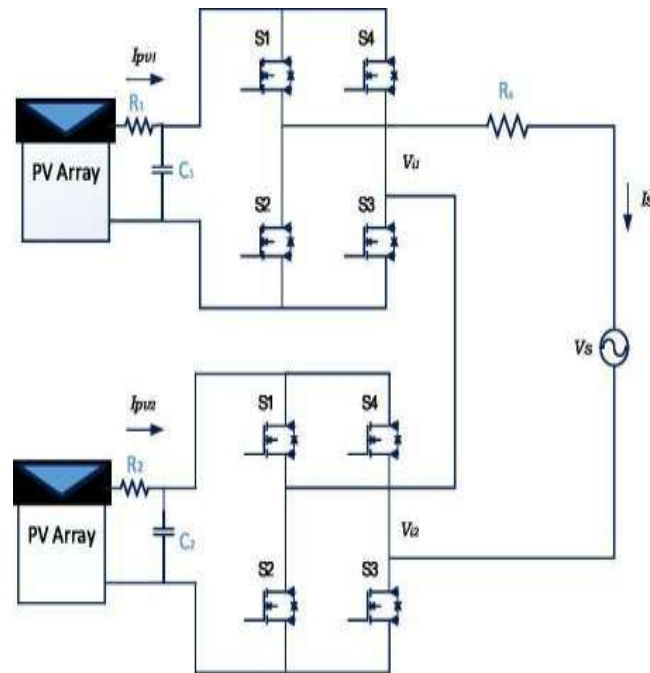 S1
S4
Ipv1
R1
Rs
PV Array
C1
Vi1
S2
S3
Is
Vs
S1
S4
Ipv2
R2
PV Array
C2
Vi2
S2
S3